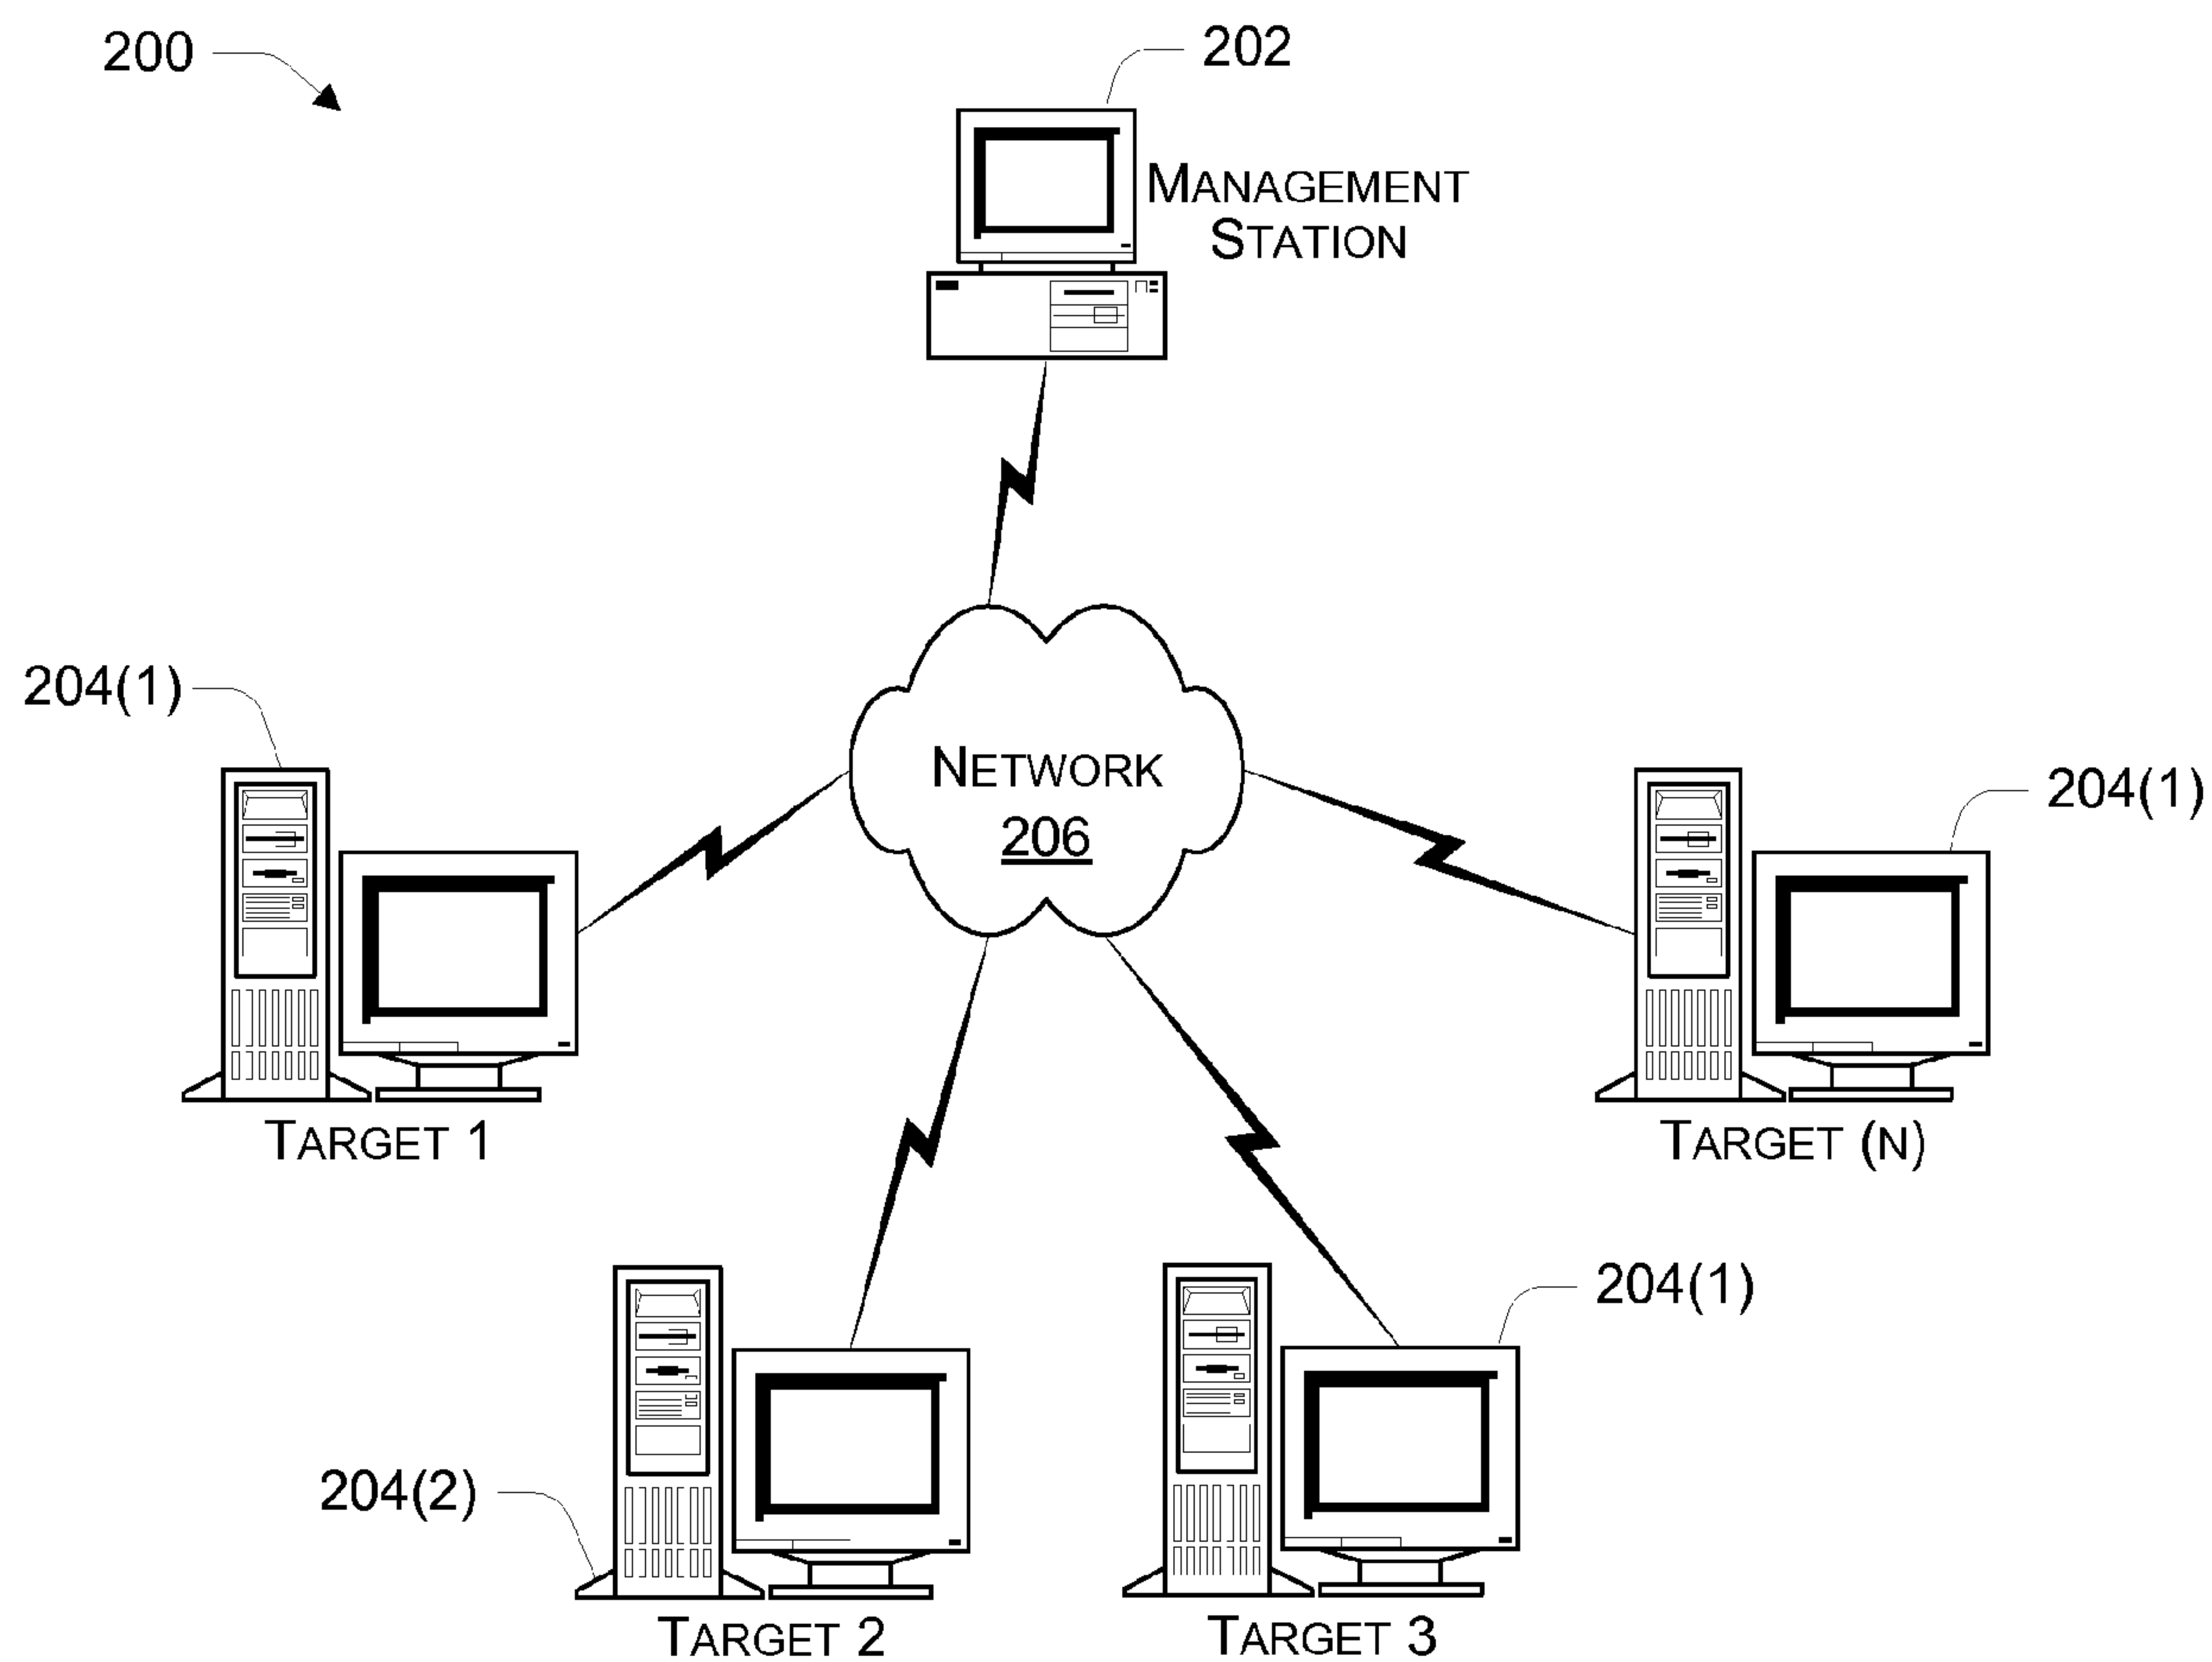 200
202
MANAGEMENT
STATION
204(1)
NETWORK
206
204(1)
TARGET 1
TARGET (N)
204(1)
204(2)
TARGET 2
TARGET 3